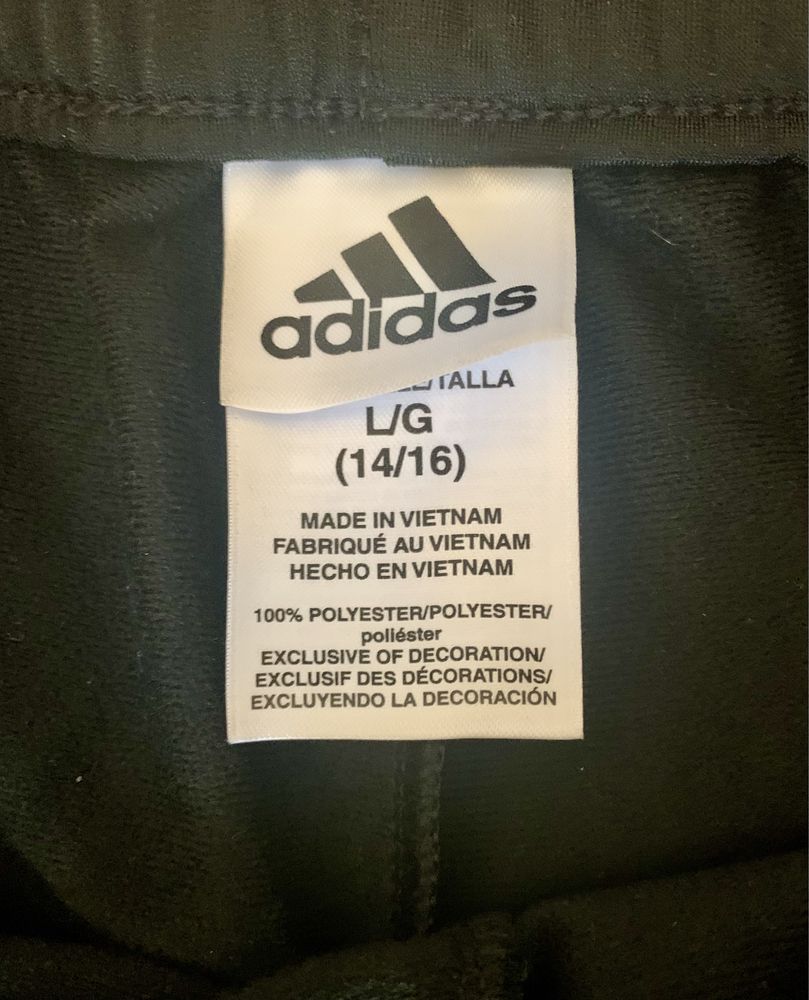 adidas
/TALLA
L/G
(14/16)
MADE IN VIETNAM
FABRIQUÉ AU VIETNAM
HECHO EN VIETNAM
100% POLYESTER/POLYESTER/
poliéster
EXCLUSIVE OF DECORATION/
EXCLUSIF DES DÉCORATIONS/
EXCLUYENDO LA DECORACIÓN